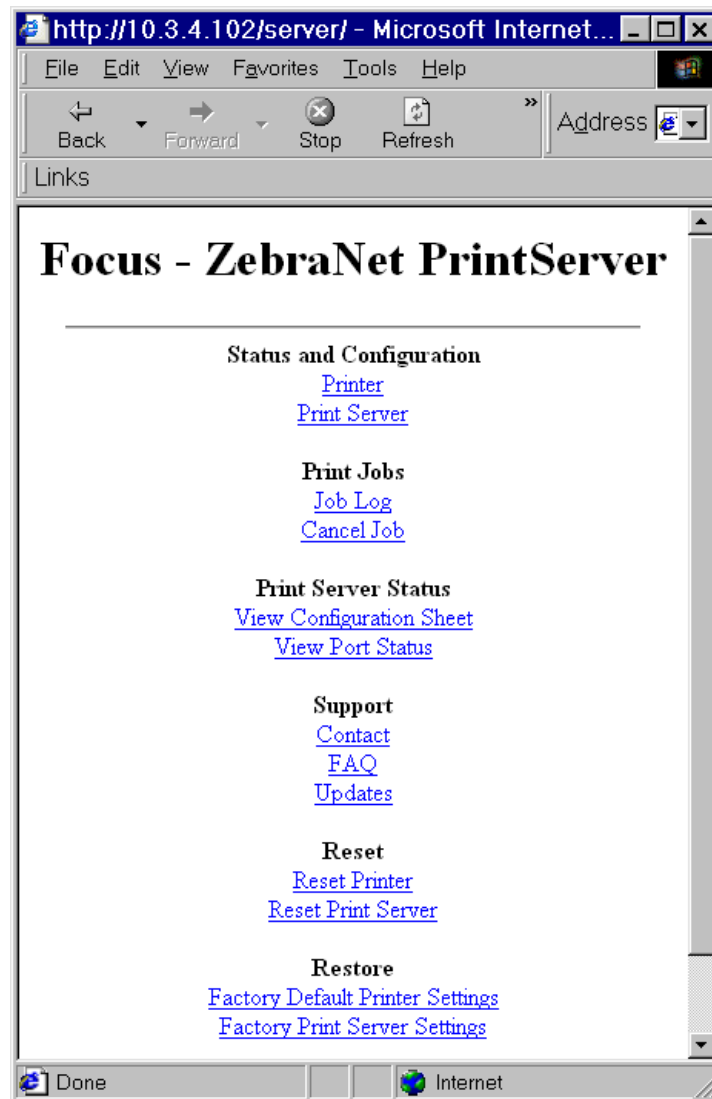 http://10.3.4.102/server/ - Microsoft Internet...
File Edit View Favorites Tools Help
Back Forward Stop Refresh » Address
Links
Focus - ZebraNet PrintServer
Status and Configuration
Printer
Print Server
Print Jobs
Job Log
Cancel Job
Print Server Status
View Configuration Sheet
View Port Status
Support
Contact
FAQ
Updates
Reset
Reset Printer
Reset Print Server
Restore
Factory Default Printer Settings
Factory Print Server Settings
Done Internet